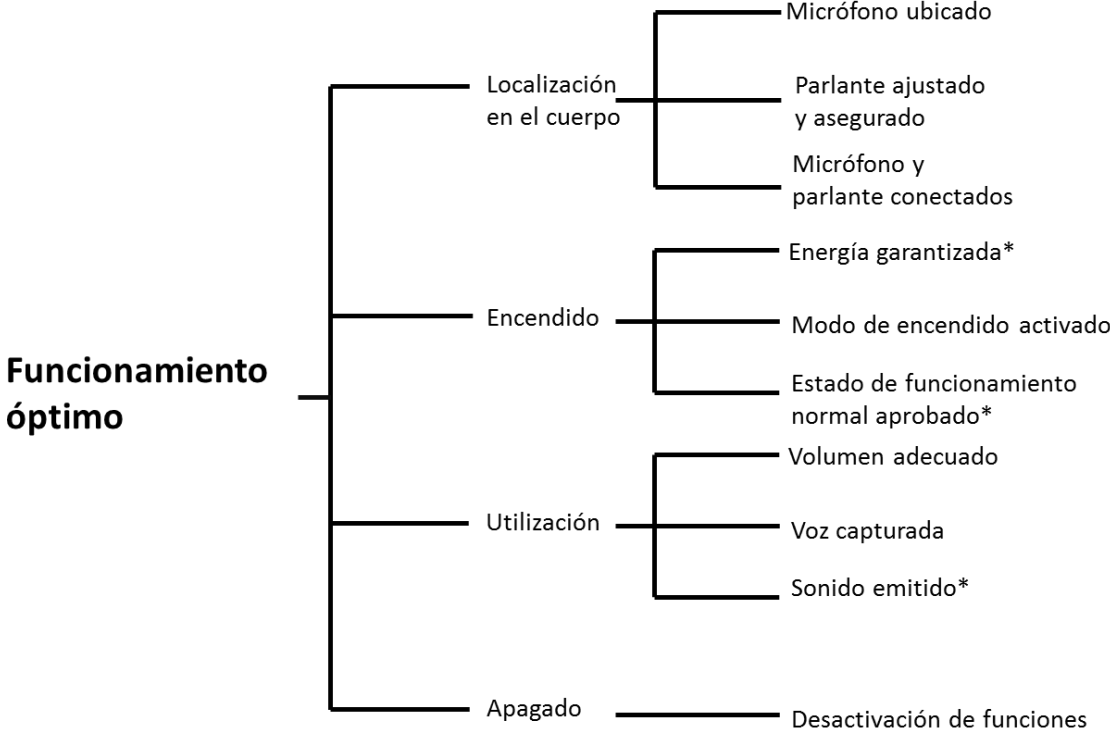 Funcionamiento
óptimo
Localización
en el cuerpo
Micrófono ubicado
Parlante ajustado
y asegurado
Micrófono y
parlante conectados
Encendido
Energía garantizada*
Modo de encendido activado
Estado de funcionamiento
normal aprobado*
Utilización
Volumen adecuado
Voz capturada
Sonido emitido*
Apagado
Desactivación de funciones